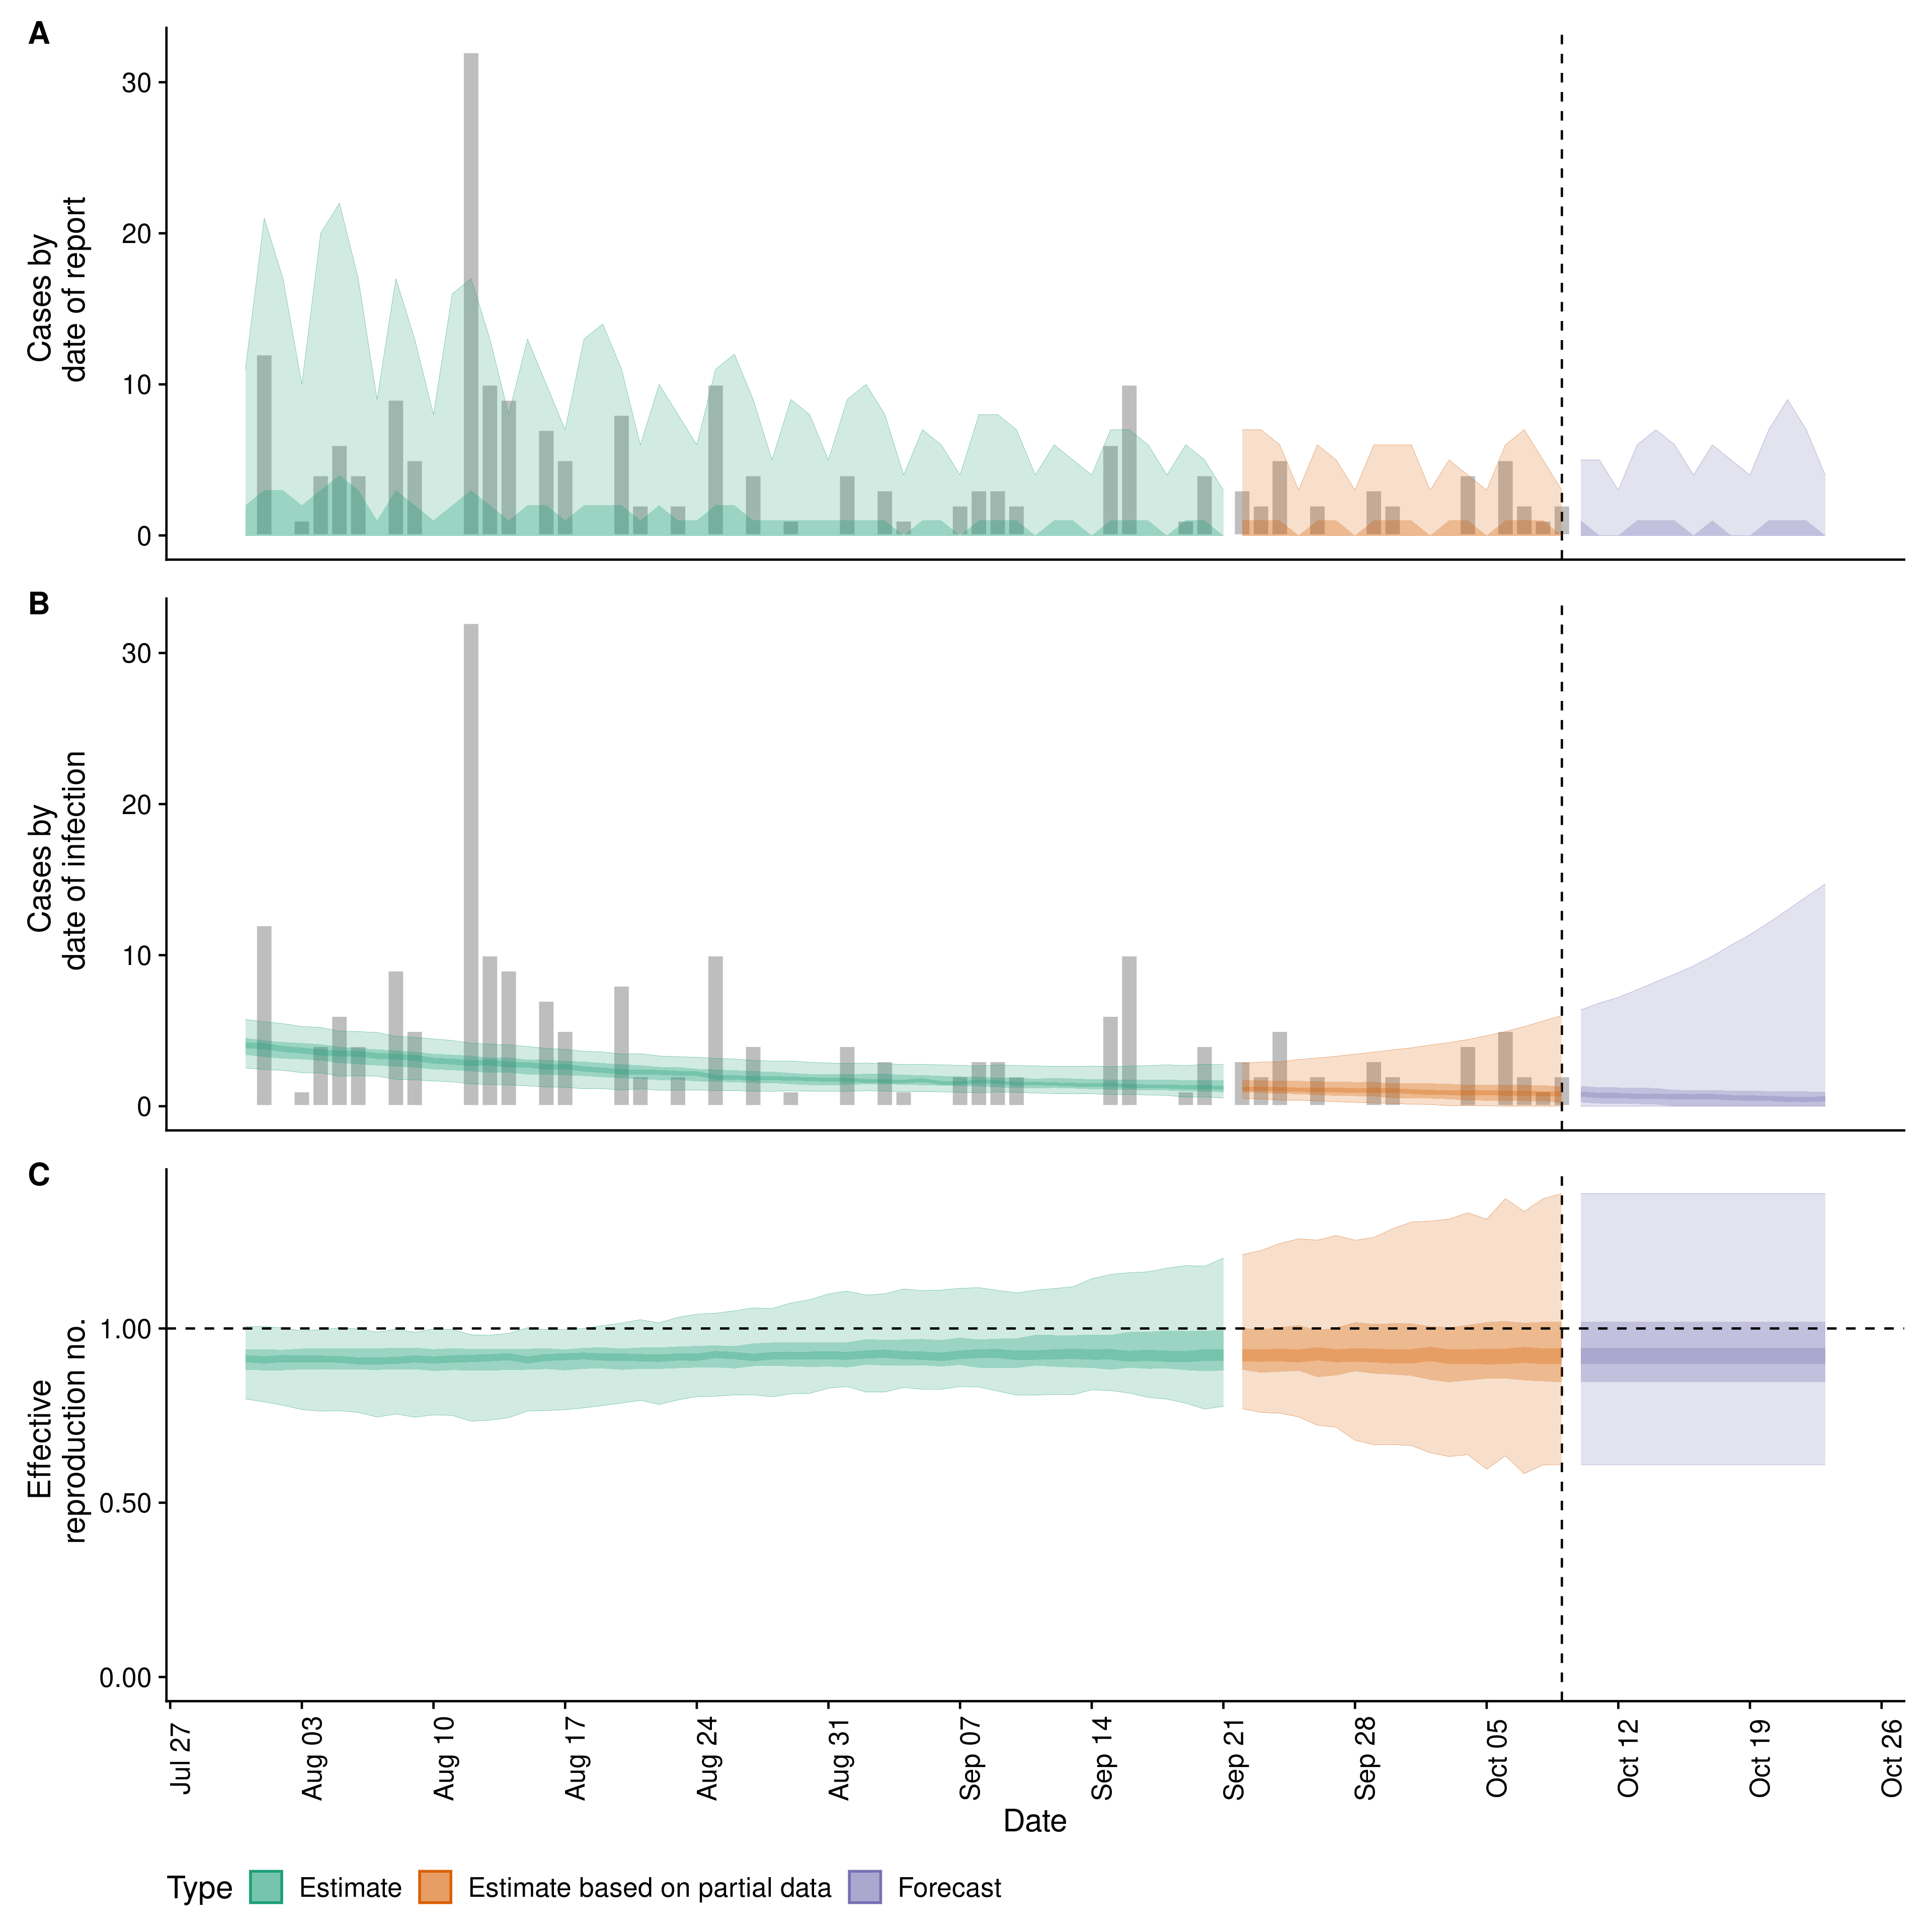 A
Cases by
date of report
30
20
10
0
B
Cases by
date of infection
30
20
10
0
C
Effective
reproduction no.
1.00
0.50
0.00
Jul 27
Aug 03
Aug 10
Aug 17
Aug 24
Aug 31
Sep 07
Sep 14
Sep 21
Sep 28
Oct 05
Oct 12
Oct 19
Oct 26
Date
Type Estimate Estimate based on partial data Forecast